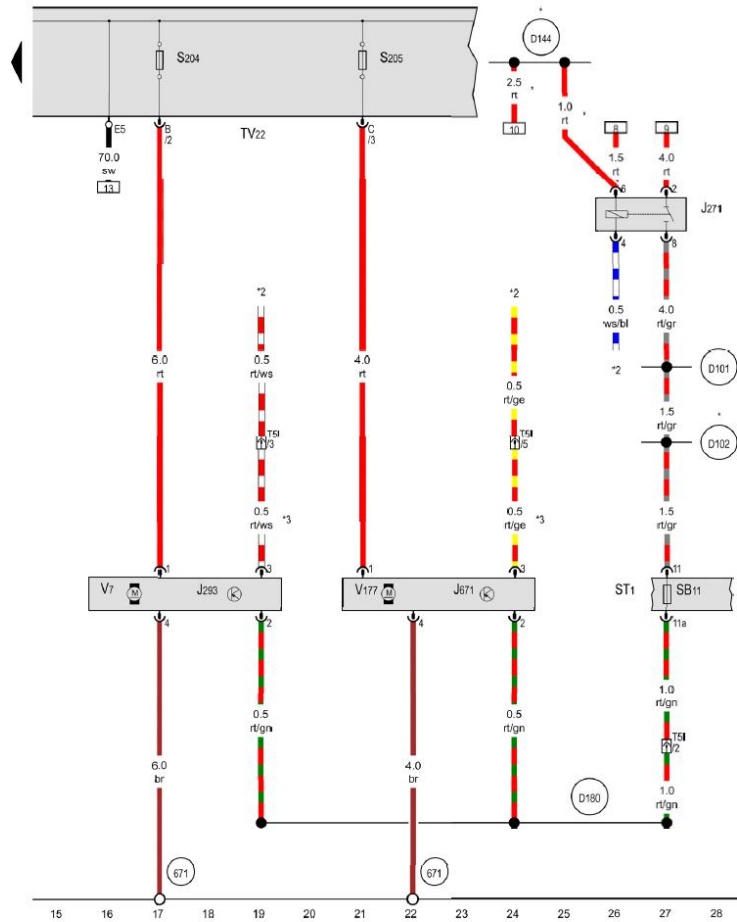 *
D144
S204
S205
2.5
rt
*
1.0
rt
*
10
8
9
E5
B
/2
TV22
C
/3
70.0
sw
13
1.5
rt
4.0
rt
6
2
J271
4
8
*2
*2
0.5
ws/bl
*2
4.0
rt/gr
*
D101
6.0
rt
0.5
rt/ws
4.0
rt
0.5
rt/ge
1.5
rt/gr
*
D102
T5l
/3
T5l
/5
0.5
rt/ws
*3
0.5
rt/ge
*3
1.5
rt/gr
1
3
1
3
11
V7
M
J293
V177
M
J671
ST1
SB11
4
2
4
2
11a
0.5
rt/gn
0.5
rt/gn
1.0
rt/gn
T5l
/2
6.0
br
4.0
br
1.0
rt/gn
D180
671
671
15 16 17 18 19 20 21 22 23 24 25 26 27 28